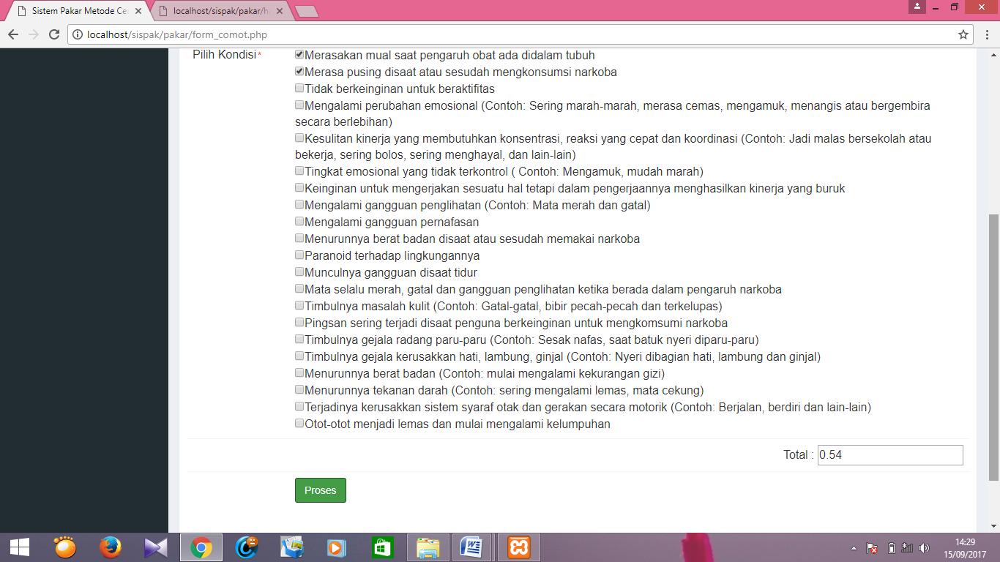 Sistem Pakar Metode Cer
localhost/sispak/pakar/ha
localhost/sispak/pakar/form_comot.php
Pilih Kondisi*
Merasakan mual saat pengaruh obat ada didalam tubuh
Merasa pusing disaat atau sesudah mengkonsumsi narkoba
Tidak berkeinginan untuk beraktifitas
Mengalami perubahan emosional (Contoh: Sering marah-marah, merasa cemas, mengamuk, menangis atau bergembira
secara berlebihan)
Kesulitan kinerja yang membutuhkan konsentrasi, reaksi yang cepat dan koordinasi (Contoh: Jadi malas bersekolah atau
bekerja, sering bolos, sering menghayal, dan lain-lain)
Tingkat emosional yang tidak terkontrol ( Contoh: Mengamuk, mudah marah)
Keinginan untuk mengerjakan sesuatu hal tetapi dalam pengerjaannya menghasilkan kinerja yang buruk
Mengalami gangguan penglihatan (Contoh: Mata merah dan gatal)
Mengalami gangguan pernafasan
Menurunnya berat badan disaat atau sesudah memakai narkoba
Paranoid terhadap lingkungannya
Munculnya gangguan disaat tidur
Mata selalu merah, gatal dan gangguan penglihatan ketika berada dalam pengaruh narkoba
Timbulnya masalah kulit (Contoh: Gatal-gatal, bibir pecah-pecah dan terkelupas)
Pingsan sering terjadi disaat penguna berkeinginan untuk mengkomsumi narkoba
Timbulnya gejala radang paru-paru (Contoh: Sesak nafas, saat batuk nyeri diparu-paru)
Timbulnya gejala kerusakkan hati, lambung, ginjal (Contoh: Nyeri dibagian hati, lambung dan ginjal)
Menurunnya berat badan (Contoh: mulai mengalami kekurangan gizi)
Menurunnya tekanan darah (Contoh: sering mengalami lemas, mata cekung)
Terjadinya kerusakkan sistem syaraf otak dan gerakan secara motorik (Contoh: Berjalan, berdiri dan lain-lain)
Otot-otot menjadi lemas dan mulai mengalami kelumpuhan
Total : 0.54
Proses
14:29
15/09/2017